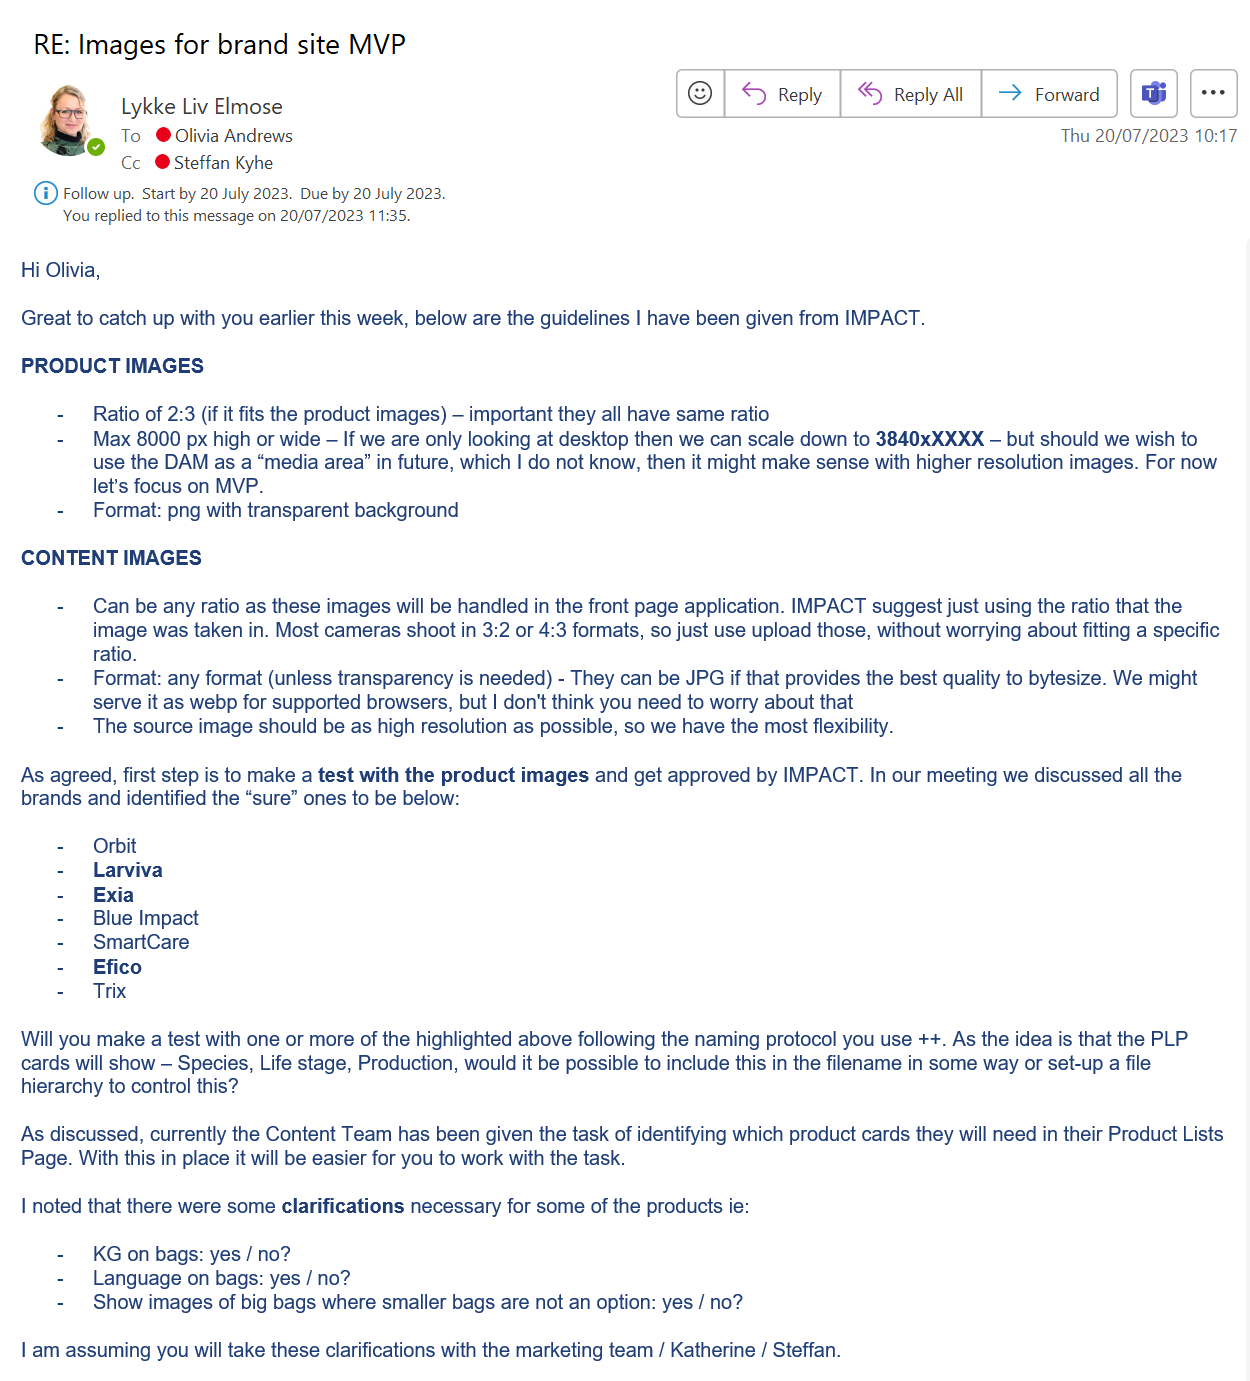 RE: Images for brand site MVP
Lykke Liv Elmose
To Olivia Andrews
Cc Steffan Kyhe
Reply
Reply All
Forward
Thu 20/07/2023 10:17
Follow up. Start by 20 July 2023. Due by 20 July 2023.
You replied to this message on 20/07/2023 11:35.
Hi Olivia,
Great to catch up with you earlier this week, below are the guidelines I have been given from IMPACT.
PRODUCT IMAGES
- Ratio of 2:3 (if it fits the product images) – important they all have same ratio
- Max 8000 px high or wide – If we are only looking at desktop then we can scale down to 3840xXXXX – but should we wish to
use the DAM as a “media area” in future, which I do not know, then it might make sense with higher resolution images. For now
let’s focus on MVP.
- Format: png with transparent background
CONTENT IMAGES
- Can be any ratio as these images will be handled in the front page application. IMPACT suggest just using the ratio that the
image was taken in. Most cameras shoot in 3:2 or 4:3 formats, so just use upload those, without worrying about fitting a specific
ratio.
- Format: any format (unless transparency is needed) - They can be JPG if that provides the best quality to bytesize. We might
serve it as webp for supported browsers, but I don't think you need to worry about that
- The source image should be as high resolution as possible, so we have the most flexibility.
As agreed, first step is to make a test with the product images and get approved by IMPACT. In our meeting we discussed all the
brands and identified the “sure” ones to be below:
- Orbit
- Larviva
- Exia
- Blue Impact
- SmartCare
- Efico
- Trix
Will you make a test with one or more of the highlighted above following the naming protocol you use ++. As the idea is that the PLP
cards will show – Species, Life stage, Production, would it be possible to include this in the filename in some way or set-up a file
hierarchy to control this?
As discussed, currently the Content Team has been given the task of identifying which product cards they will need in their Product Lists
Page. With this in place it will be easier for you to work with the task.
I noted that there were some clarifications necessary for some of the products ie:
- KG on bags: yes / no?
- Language on bags: yes / no?
- Show images of big bags where smaller bags are not an option: yes / no?
I am assuming you will take these clarifications with the marketing team / Katherine / Steffan.